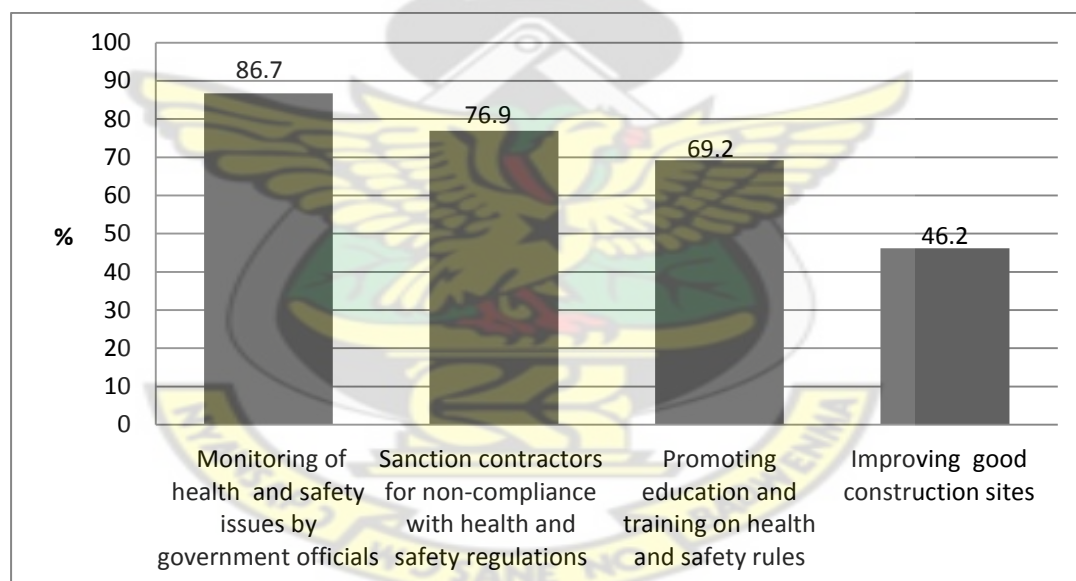 100
90
80
70
60
50
40
30
20
10
0
%
86.7
76.9
69.2
46.2
Monitoring of
health and safety
issues by
government officials
Sanction contractors
for non-compliance
with health and
safety regulations
Promoting
education and
training on health
and safety rules
Improving good
construction sites